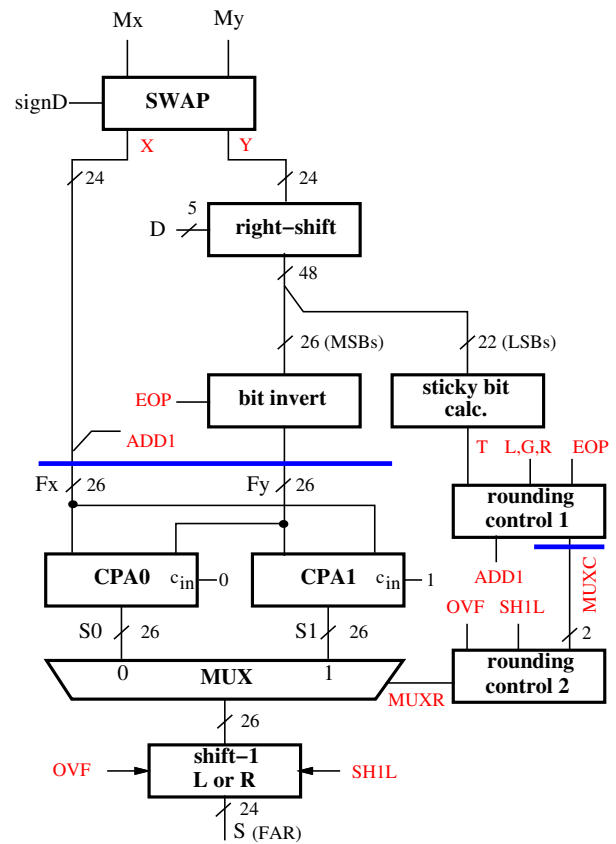 Mx My
signD SWAP
X Y
24 24
5
D right−shift
48
26 (MSBs) 22 (LSBs)
EOP bit invert sticky bit
calc.
ADD1 T L,G,R EOP
Fx 26 Fy 26 rounding
control 1
CPA0 cin 0 CPA1 cin 1
ADD1 MUXC
OVF SH1L
S0 26 S1 26 2
0 MUX 1 rounding
control 2
MUXR
26
OVF shift−1
L or R SH1L
24
S (FAR)